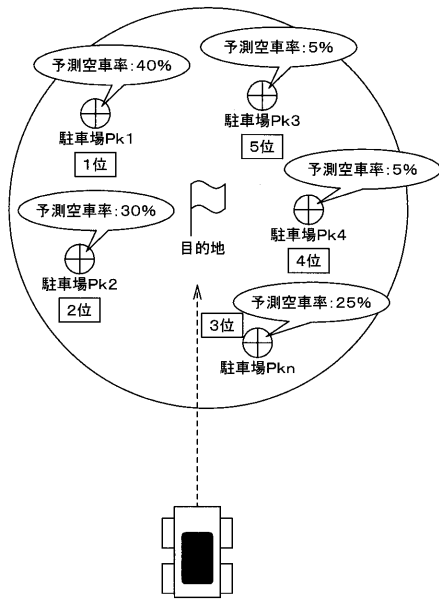 予測空車率:5%
予測空車率:40%
駐車場Pk3
駐車場Pk1
5位
1位
予測空車率:5%
予測空車率:30%
目的地
駐車場Pk4
駐車場Pk2
4位
2位
3位
予測空車率:25%
駐車場Pkn